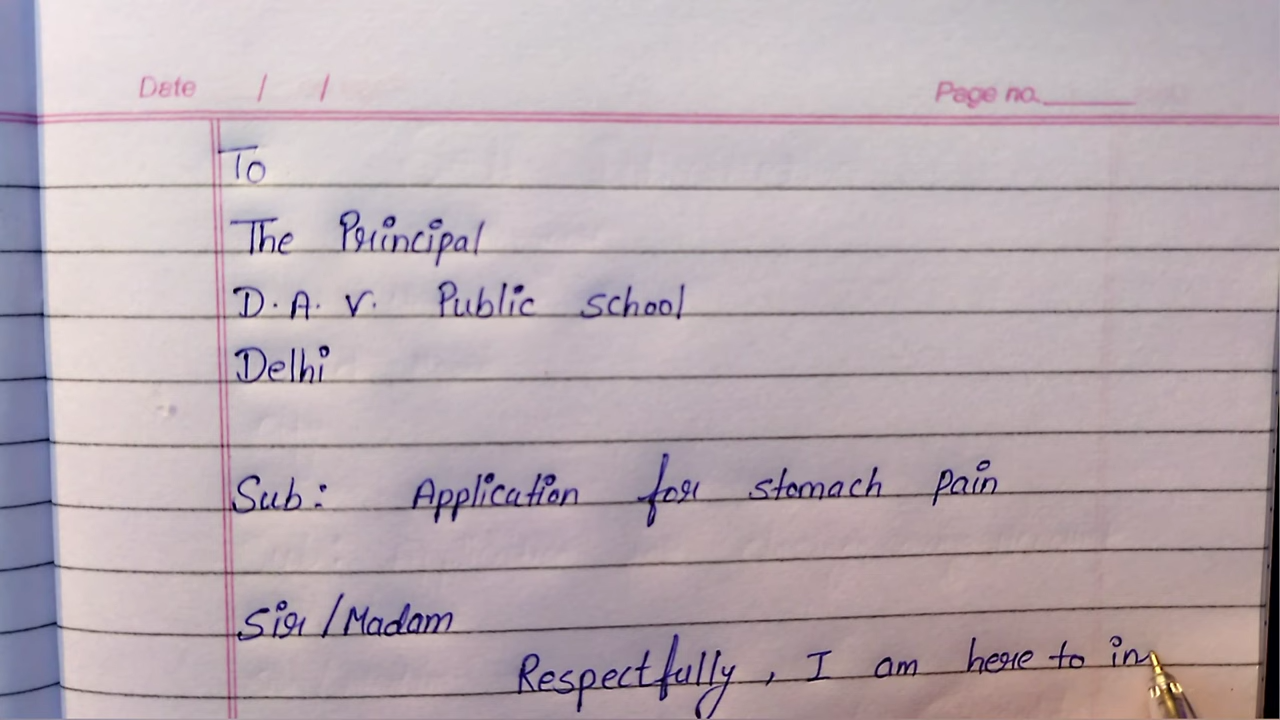 Date / /
Page no.
To
The Principal
D. A. V. Public school
Delhi
Sub: Application for stomach pain
Sir/Madam
Respectfully, I am here to in